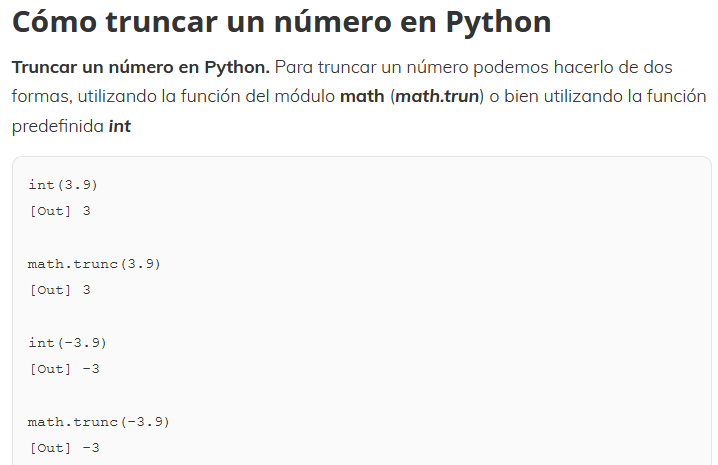 Cómo truncar un número en Python
Truncar un número en Python. Para truncar un número podemos hacerlo de dos
formas, utilizando la función del módulo math (math.trun) o bien utilizando la función
predefinida int
int(3.9)
[Out] 3
math.trunc(3.9)
[Out] 3
int(-3.9)
[Out] -3
math.trunc(-3.9)
[Out] -3